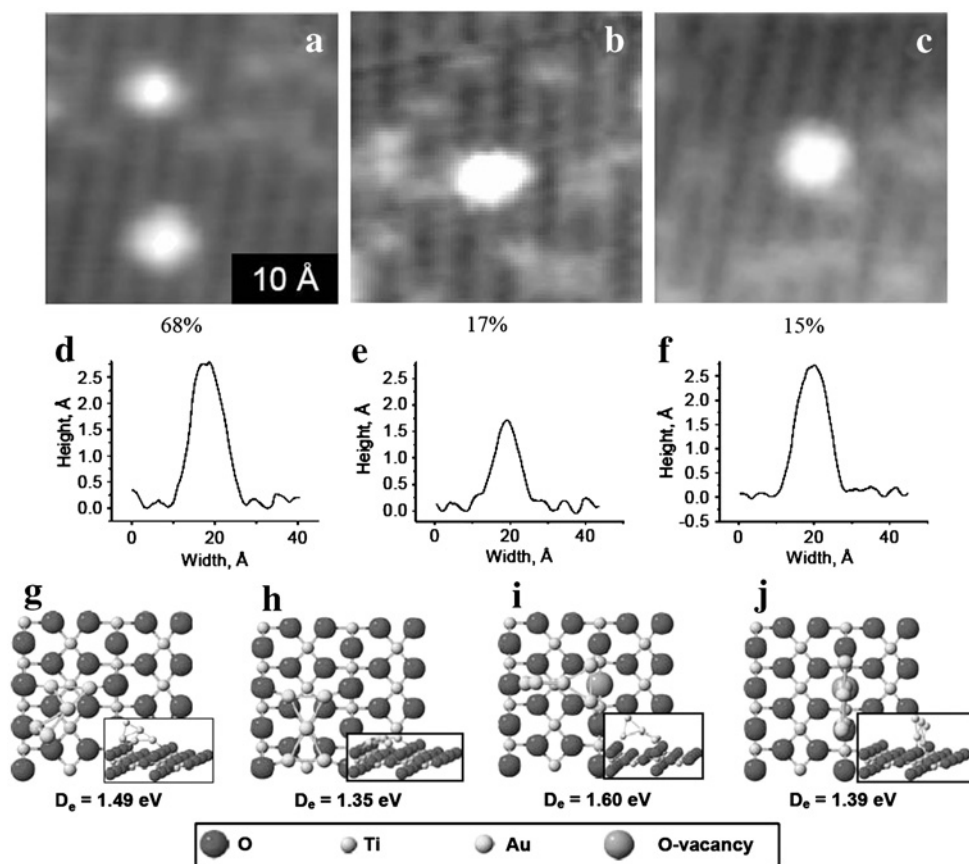 a
b
c
10 Å
68%
17%
15%
d
e
f
Height, Å
2.5
2.0
1.5
1.0
0.5
0.0
0
20
40
Width, Å
Height, Å
2.5
2.0
1.5
1.0
0.5
0.0
0
20
40
Width, Å
Height, Å
2.5
2.0
1.5
1.0
0.5
0.0
-0.5
0
20
40
Width, Å
g
h
i
j
De = 1.49 eV
De = 1.35 eV
De = 1.60 eV
De = 1.39 eV
O
Ti
Au
O-vacancy